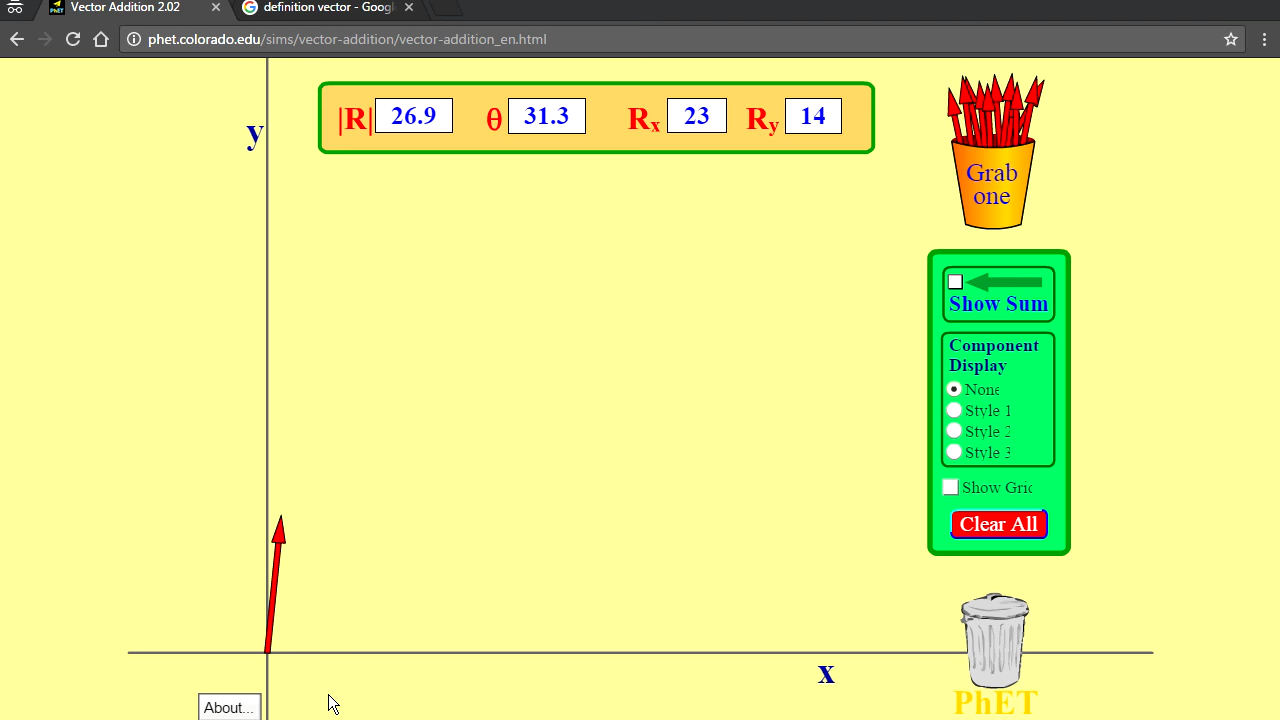 Vector Addition 2.02
definition vector - Googl
phet.colorado.edu/sims/vector-addition/vector-addition_en.html
|R| 26.9 θ 31.3 Rx 23 Ry 14
y
Grab
one
Show Sum
Component
Display
None
Style 1
Style 2
Style 3
Show Grid
Clear All
x
About...
PhET